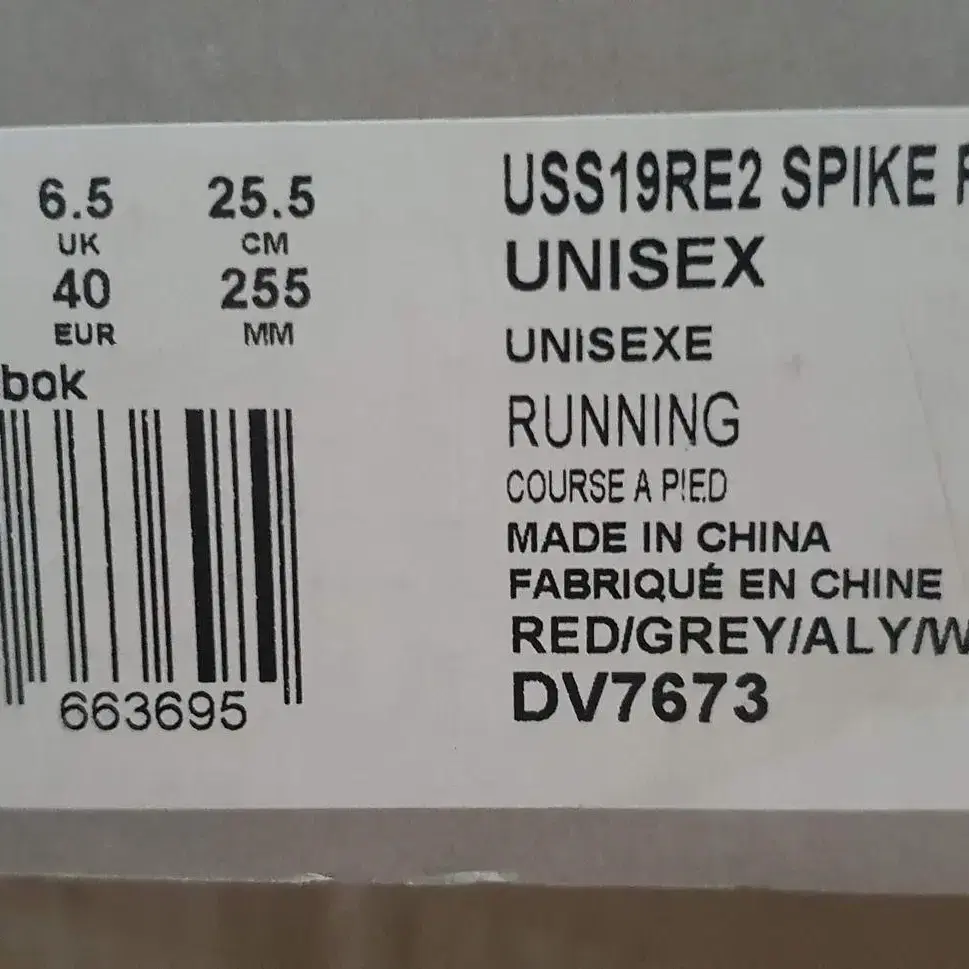 6.5 25.5
UK CM
40 255
EUR MM
bok
663695
USS19RE2 SPIKE
UNISEX
UNISEXE
RUNNING
COURSE A PIED
MADE IN CHINA
FABRIQUÉ EN CHINE
RED/GREY/ALY/W
DV7673